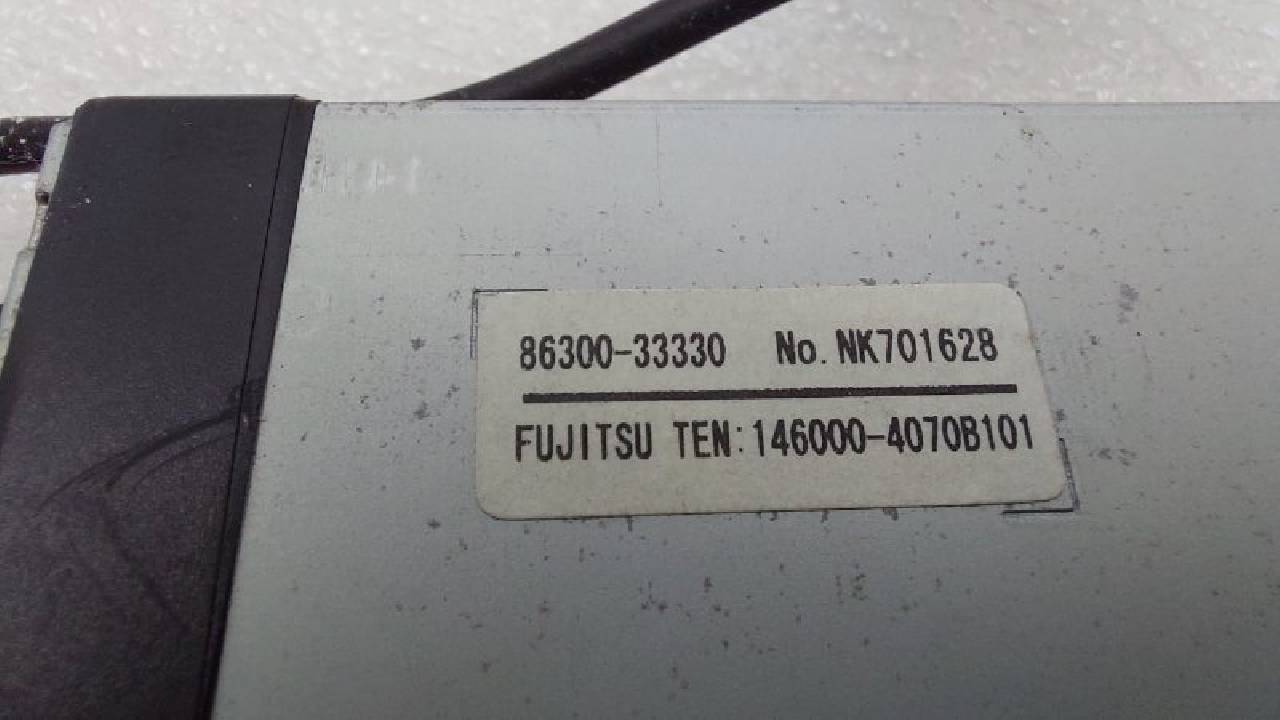 86300-33330 No. NK701628
FUJITSU TEN:146000-4070B101